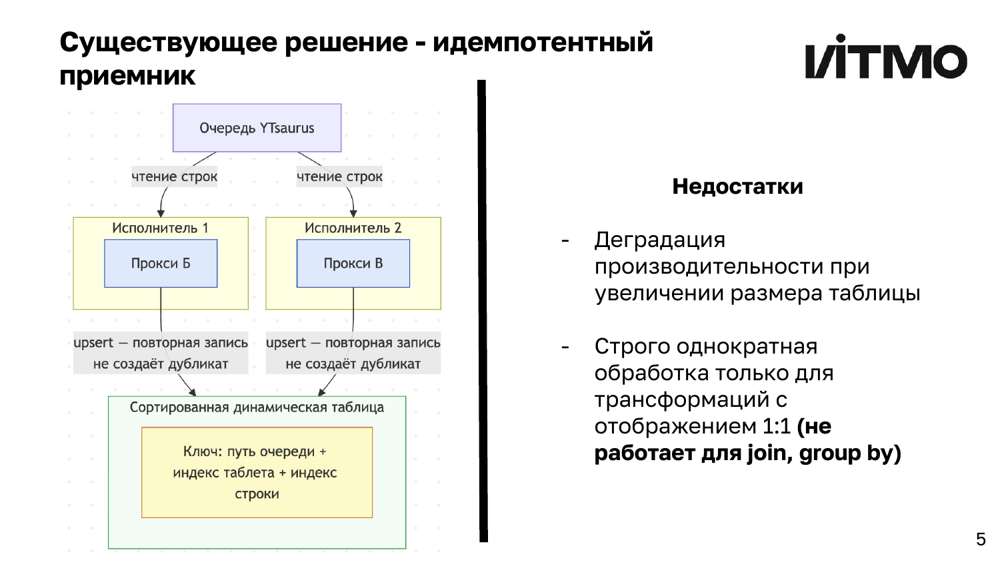 Существующее решение - идемпотентный
приемник
ИТМО
Очередь YTsaurus
чтение строк
чтение строк
Исполнитель 1
Исполнитель 2
Прокси Б
Прокси В
upsert — повторная запись
не создаёт дубликат
upsert — повторная запись
не создаёт дубликат
Сортированная динамическая таблица
Ключ: путь очереди +
индекс таблета + индекс
строки
Недостатки
- Деградация
производительности при
увеличении размера таблицы
- Строго однократная
обработка только для
трансформаций с
отображением 1:1 (не
работает для join, group by)
5